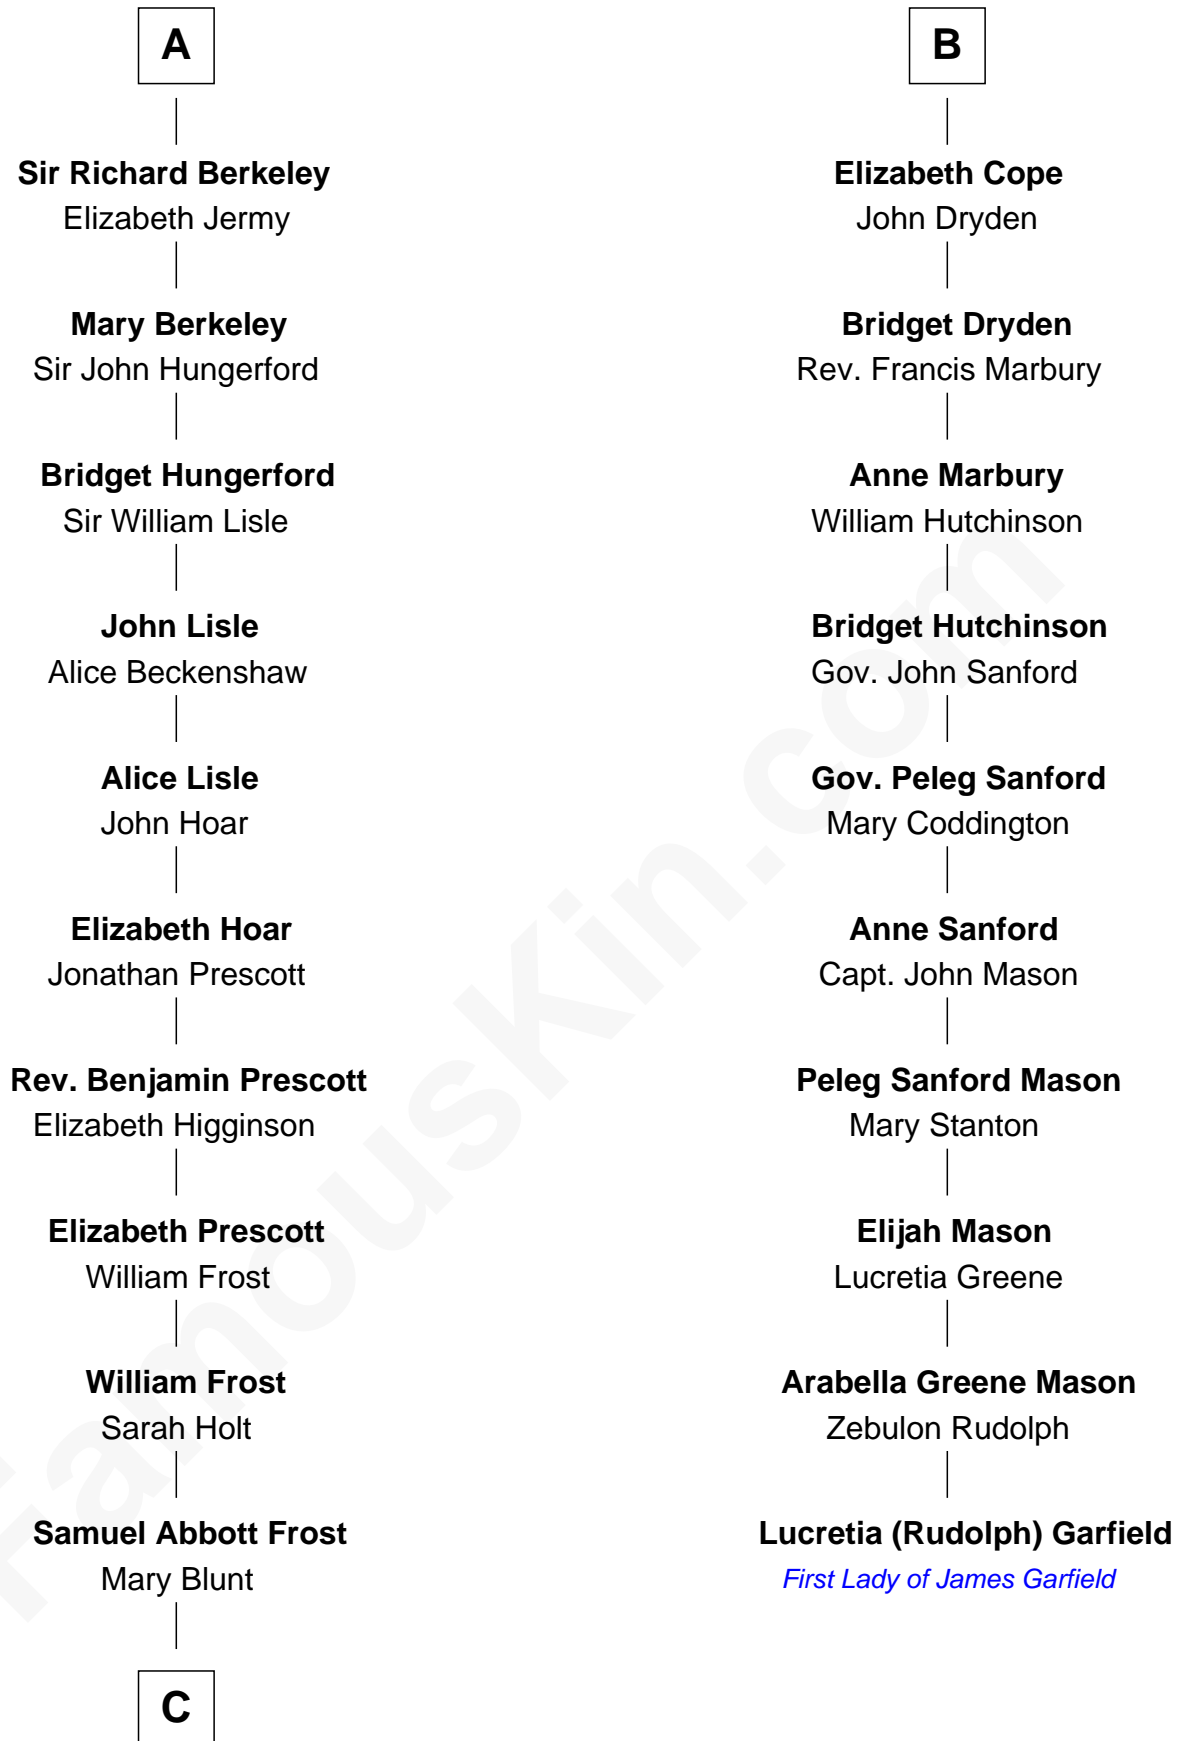 A
Sir Richard Berkeley
Elizabeth Jermy
Mary Berkeley
Sir John Hungerford
Bridget Hungerford
Sir William Lisle
John Lisle
Alice Beckenshaw
Alice Lisle
John Hoar
Elizabeth Hoar
Jonathan Prescott
Rev. Benjamin Prescott
Elizabeth Higginson
Elizabeth Prescott
William Frost
William Frost
Sarah Holt
Samuel Abbott Frost
Mary Blunt
C
B
Elizabeth Cope
John Dryden
Bridget Dryden
Rev. Francis Marbury
Anne Marbury
William Hutchinson
Bridget Hutchinson
Gov. John Sanford
Gov. Peleg Sanford
Mary Coddington
Anne Sanford
Capt. John Mason
Peleg Sanford Mason
Mary Stanton
Elijah Mason
Lucretia Greene
Arabella Greene Mason
Zebulon Rudolph
Lucretia (Rudolph) Garfield
First Lady of James Garfield
FamousKin.com